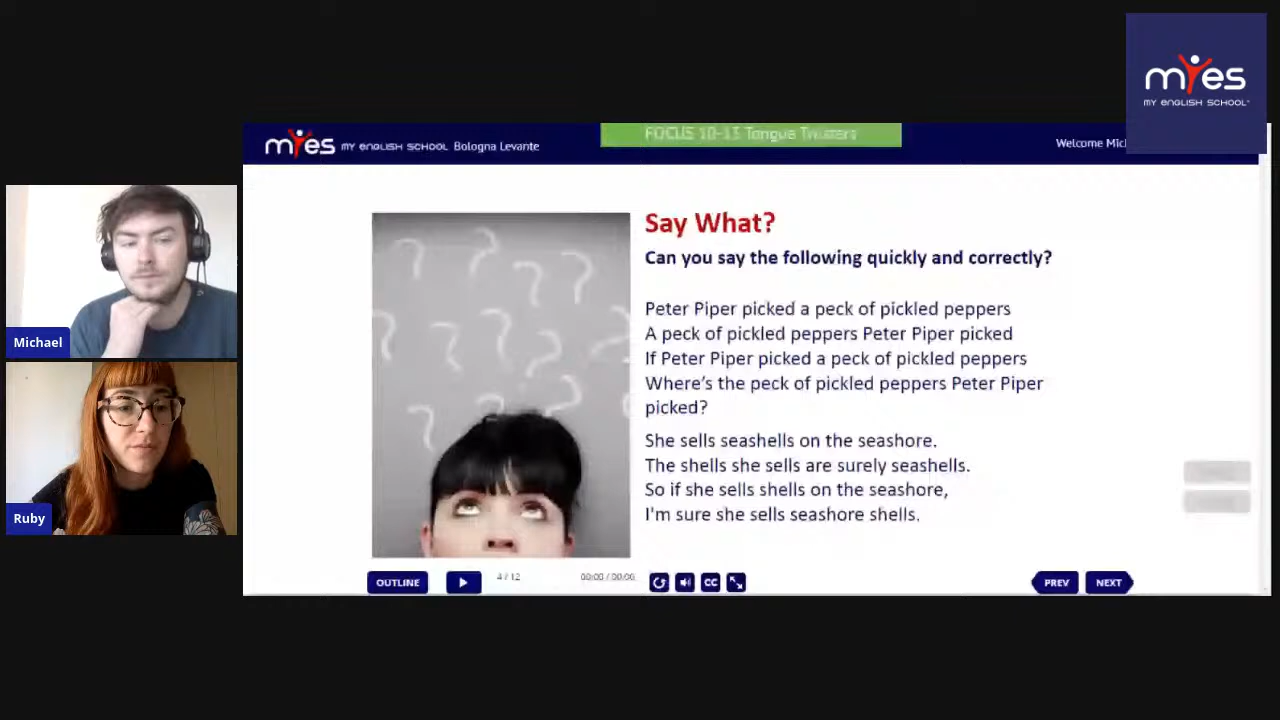 myes
MY ENGLISH SCHOOL
myes MY ENGLISH SCHOOL Bologna Levante
FOCUS 10-13 Tongue Twisters
Welcome
Say What?
Can you say the following quickly and correctly?
Peter Piper picked a peck of pickled peppers
A peck of pickled peppers Peter Piper picked
If Peter Piper picked a peck of pickled peppers
Where's the peck of pickled peppers Peter Piper
picked?
She sells seashells on the seashore.
The shells she sells are surely seashells.
So if she sells shells on the seashore,
I'm sure she sells seashore shells.
Michael
Ruby
OUTLINE
4 / 12
00:00 / 00:06
CC
PREV
NEXT